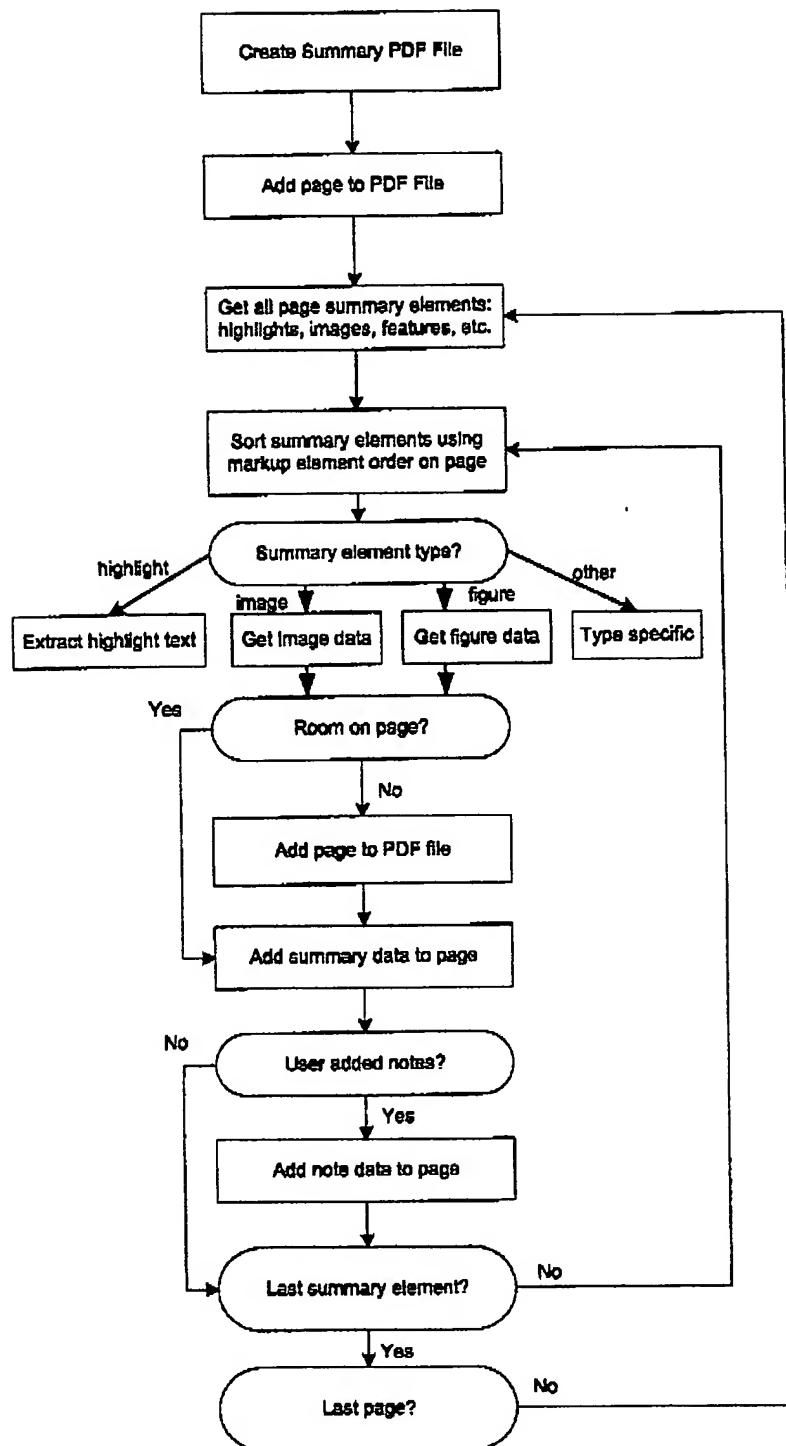 Create Summary PDF File
Add page to PDF File
Get all page summary elements:
highlights, images, features, etc.
Sort summary elements using
markup element order on page
Summary element type?
highlight
image
figure
other
Extract highlight text
Get image data
Get figure data
Type specific
Yes
Room on page?
No
Add page to PDF file
Add summary data to page
No
User added notes?
Yes
Add note data to page
Last summary element?
No
Yes
Last page?
No